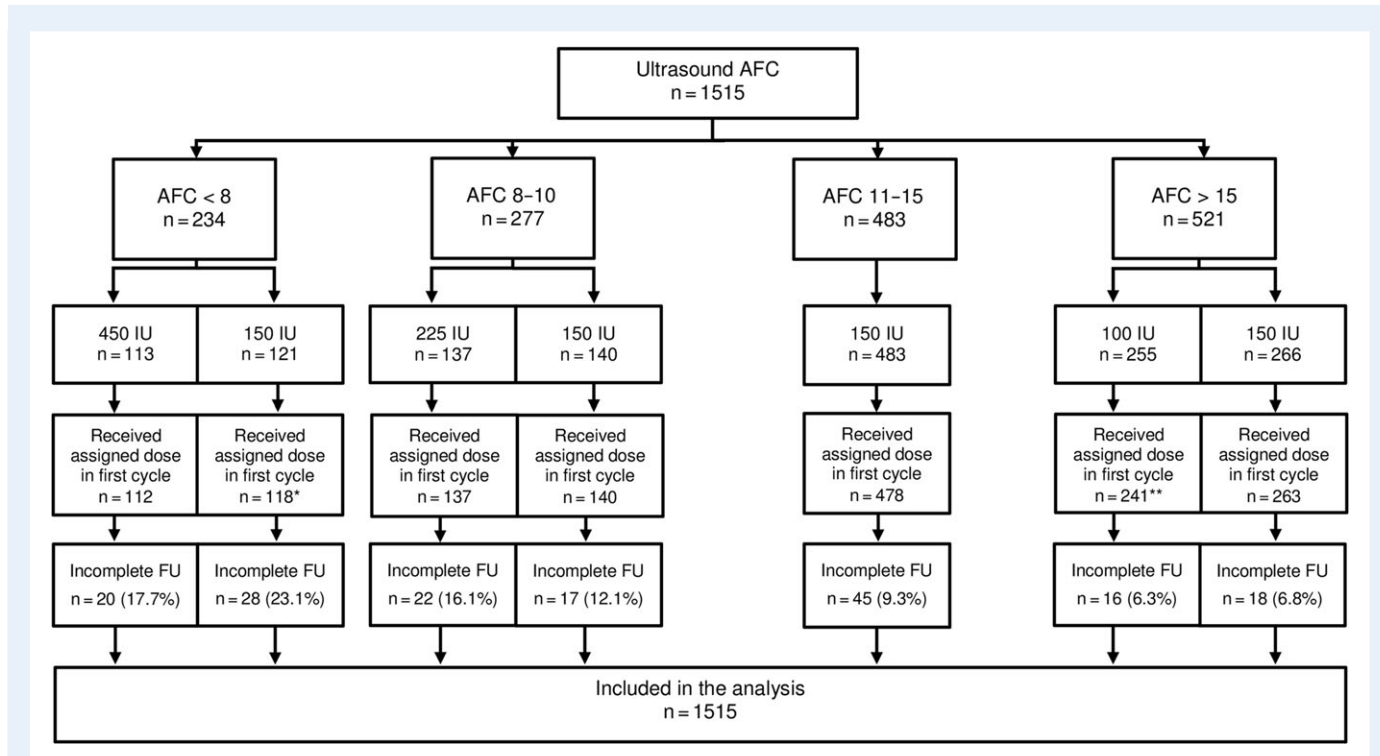 Ultrasound AFC
n = 1515
AFC < 8
n = 234
AFC 8–10
n = 277
AFC 11–15
n = 483
AFC > 15
n = 521
450 IU
n = 113
150 IU
n = 121
225 IU
n = 137
150 IU
n = 140
150 IU
n = 483
100 IU
n = 255
150 IU
n = 266
Received
assigned dose
in first cycle
n = 112
Received
assigned dose
in first cycle
n = 118*
Received
assigned dose
in first cycle
n = 137
Received
assigned dose
in first cycle
n = 140
Received
assigned dose
in first cycle
n = 478
Received
assigned dose
in first cycle
n = 241**
Received
assigned dose
in first cycle
n = 263
Incomplete FU
n = 20 (17.7%)
Incomplete FU
n = 28 (23.1%)
Incomplete FU
n = 22 (16.1%)
Incomplete FU
n = 17 (12.1%)
Incomplete FU
n = 45 (9.3%)
Incomplete FU
n = 16 (6.3%)
Incomplete FU
n = 18 (6.8%)
Included in the analysis
n = 1515